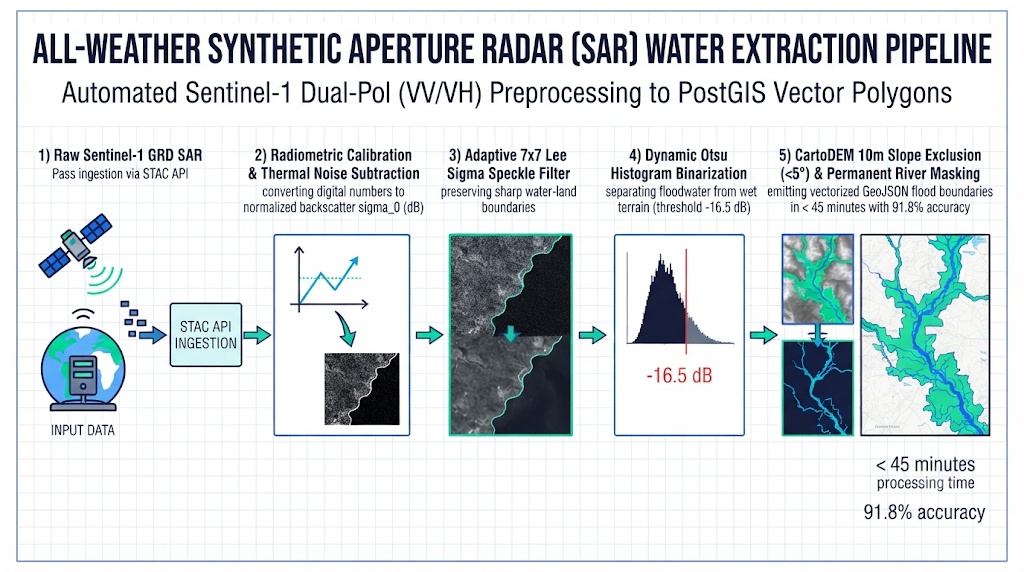 ALL-WEATHER SYNTHETIC APERTURE RADAR (SAR) WATER EXTRACTION PIPELINE
Automated Sentinel-1 Dual-Pol (VV/VH) Preprocessing to PostGIS Vector Polygons
1) Raw Sentinel-1 GRD SAR
Pass ingestion via STAC API
2) Radiometric Calibration
& Thermal Noise Subtraction
converting digital numbers to
normalized backscatter sigma_0 (dB)
3) Adaptive 7x7 Lee
Sigma Speckle Filter
preserving sharp water-land
boundaries
4) Dynamic Otsu
Histogram Binarization
separating floodwater from wet
terrain (threshold -16.5 dB)
5) CartoDEM 10m Slope Exclusion
(<5°) & Permanent River Masking
emitting vectorized GeoJSON flood boundaries
in < 45 minutes with 91.8% accuracy
STAC API
INGESTION
INPUT DATA
-16.5 dB
< 45 minutes
processing time
91.8% accuracy